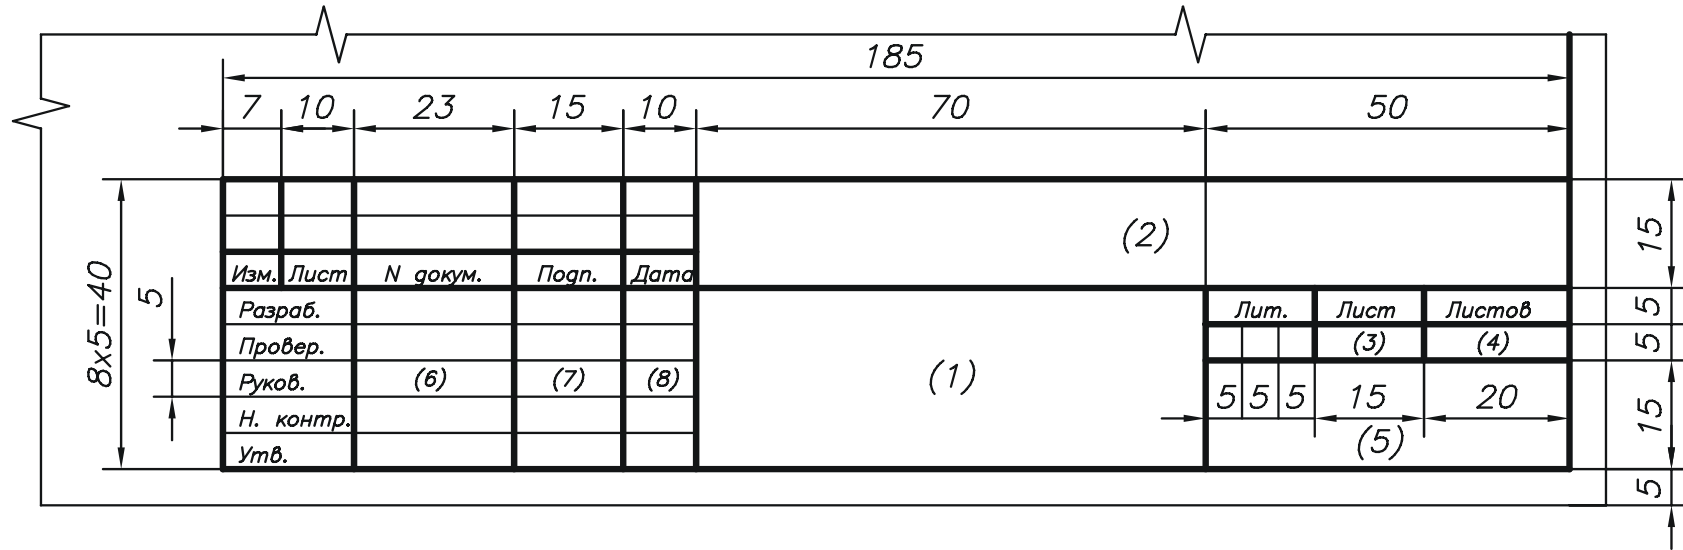 185
7 10 23 15 10 70 50
(2)
15
Изм. Лист N докум. Подп. Дата
8x5=40
5
Разраб.
Лит. Лист Листов
5
Провер.
(3) (4)
5
Руков. (6) (7) (8)
(1)
5 5 5 15 20
15
Н. контр.
(5)
Утв.
5